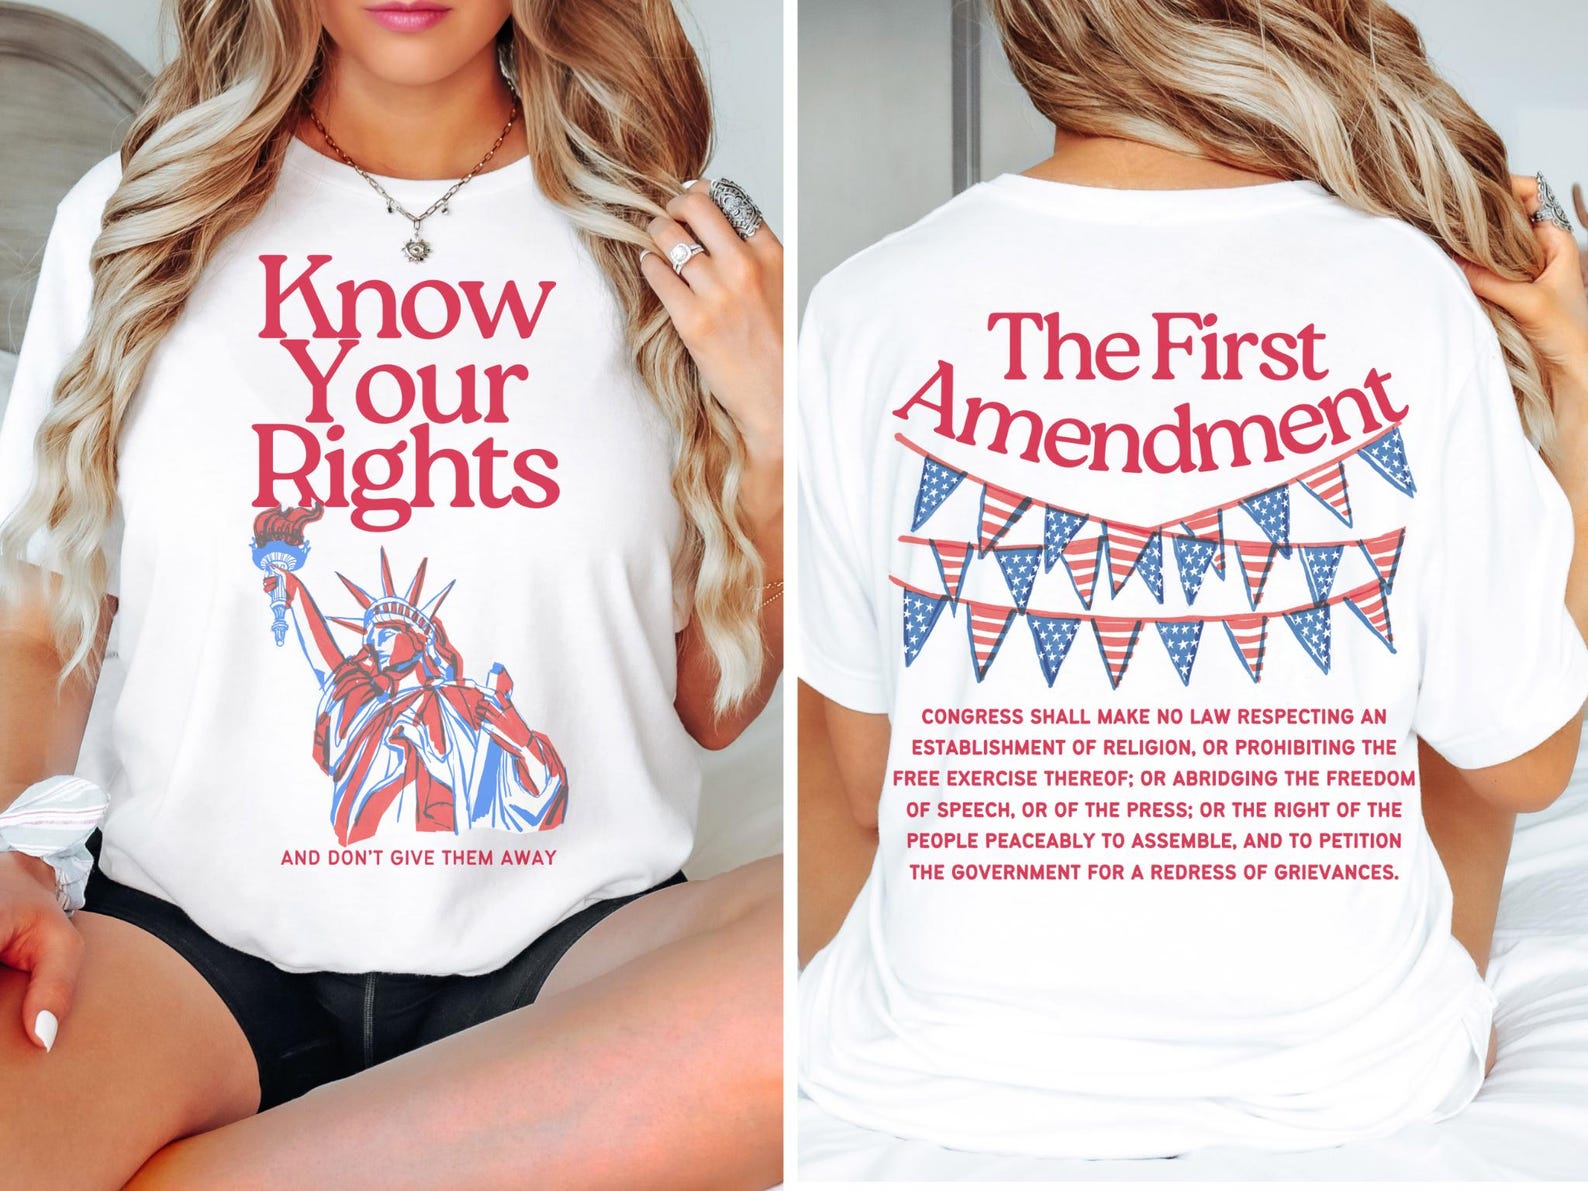 Know
Your
Rights
AND DON'T GIVE THEM AWAY
The First
Amendment
CONGRESS SHALL MAKE NO LAW RESPECTING AN
ESTABLISHMENT OF RELIGION, OR PROHIBITING THE
FREE EXERCISE THEREOF; OR ABRIDGING THE FREEDOM
OF SPEECH, OR OF THE PRESS; OR THE RIGHT OF THE
PEOPLE PEACEABLY TO ASSEMBLE, AND TO PETITION
THE GOVERNMENT FOR A REDRESS OF GRIEVANCES.